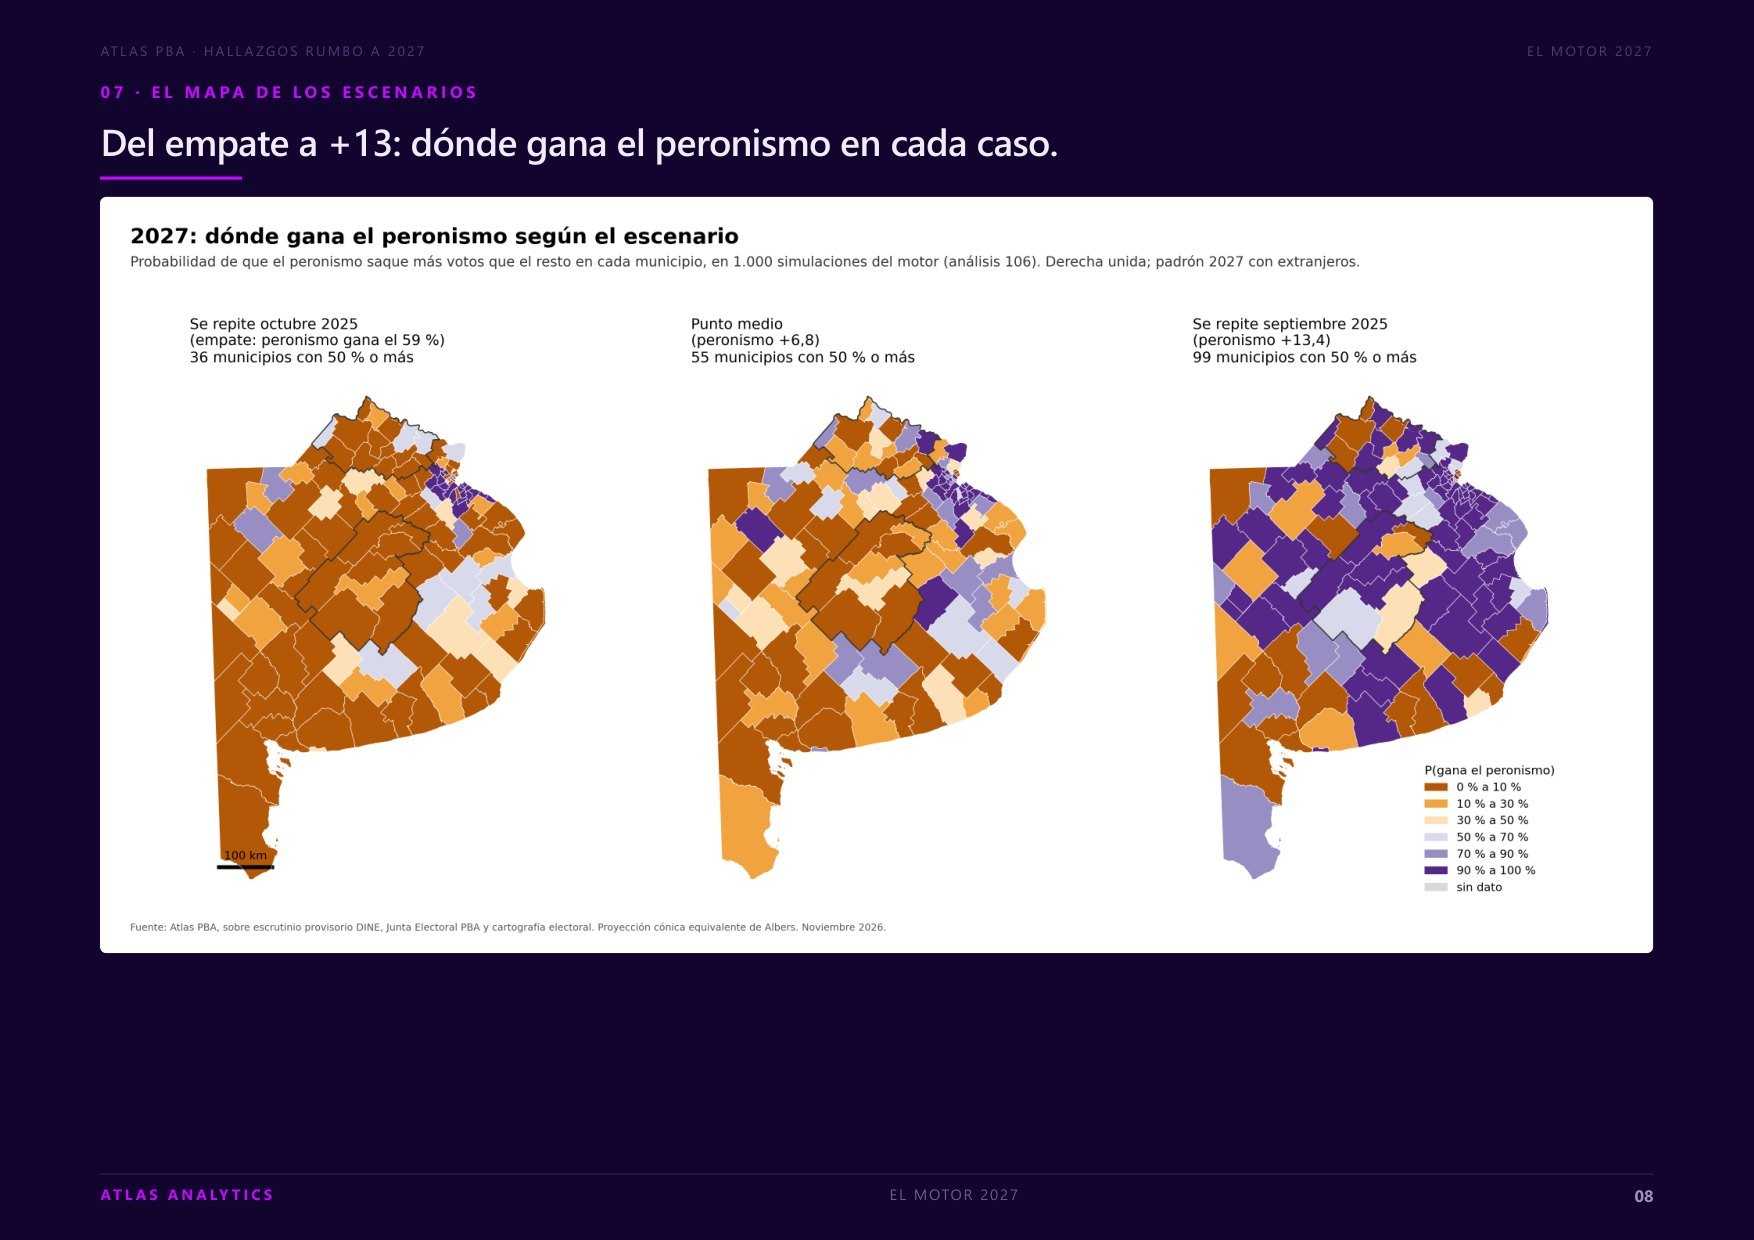 ATLAS PBA · HALLAZGOS RUMBO A 2027
EL MOTOR 2027
07 · EL MAPA DE LOS ESCENARIOS
Del empate a +13: dónde gana el peronismo en cada caso.
2027: dónde gana el peronismo según el escenario
Probabilidad de que el peronismo saque más votos que el resto en cada municipio, en 1.000 simulaciones del motor (análisis 106). Derecha unida; padrón 2027 con extranjeros.
Se repite octubre 2025
(empate: peronismo gana el 59 %)
36 municipios con 50 % o más
Punto medio
(peronismo +6,8)
55 municipios con 50 % o más
Se repite septiembre 2025
(peronismo +13,4)
99 municipios con 50 % o más
100 km
P(gana el peronismo)
0 % a 10 %
10 % a 30 %
30 % a 50 %
50 % a 70 %
70 % a 90 %
90 % a 100 %
sin dato
Fuente: Atlas PBA, sobre escrutinio provisorio DINE, Junta Electoral PBA y cartografía electoral. Proyección cónica equivalente de Albers. Noviembre 2026.
ATLAS ANALYTICS
EL MOTOR 2027
08